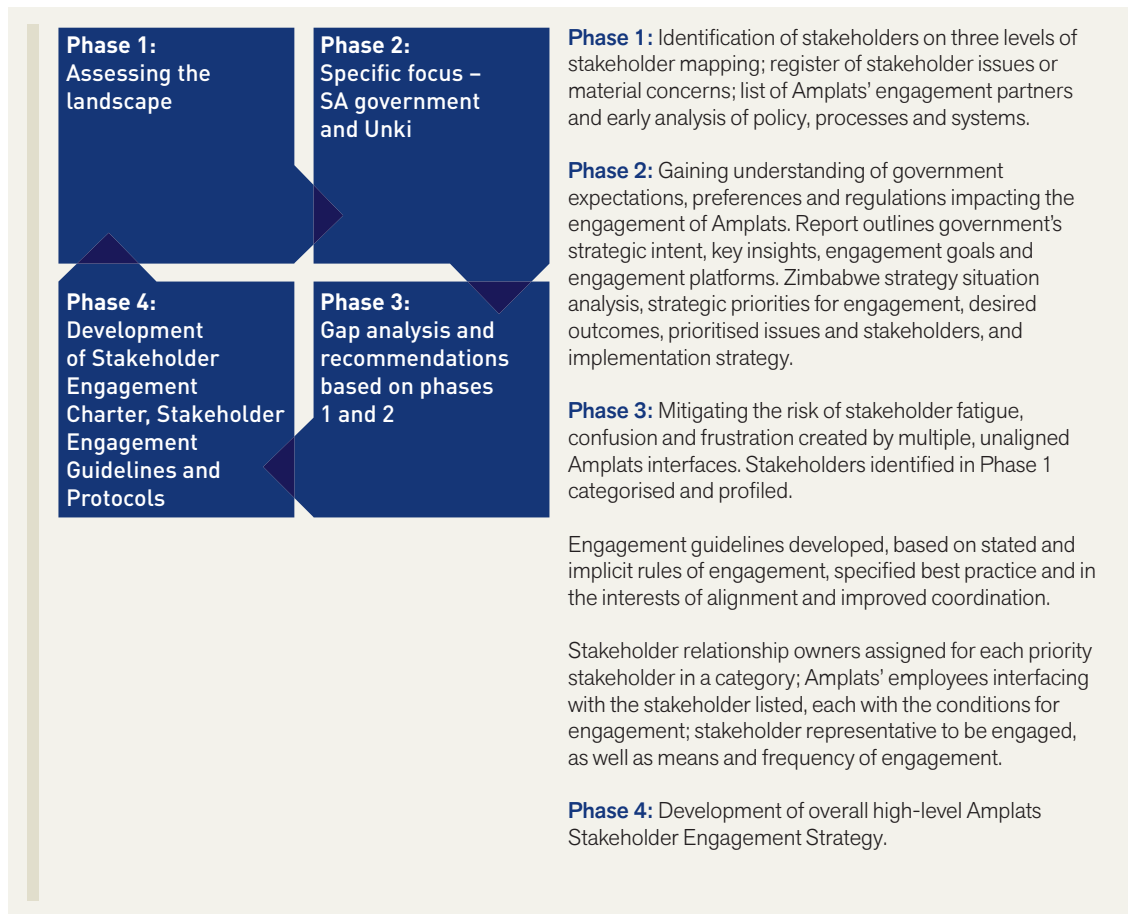 Phase 1:
Assessing the
landscape
Phase 2:
Specific focus –
SA government
and Unki
Phase 4:
Development
of Stakeholder
Engagement
Charter, Stakeholder
Engagement
Guidelines and
Protocols
Phase 3:
Gap analysis and
recommendations
based on phases
1 and 2
Phase 1: Identification of stakeholders on three levels of
stakeholder mapping; register of stakeholder issues or
material concerns; list of Amplats’ engagement partners
and early analysis of policy, processes and systems.
Phase 2: Gaining understanding of government
expectations, preferences and regulations impacting the
engagement of Amplats. Report outlines government’s
strategic intent, key insights, engagement goals and
engagement platforms. Zimbabwe strategy situation
analysis, strategic priorities for engagement, desired
outcomes, prioritised issues and stakeholders, and
implementation strategy.
Phase 3: Mitigating the risk of stakeholder fatigue,
confusion and frustration created by multiple, unaligned
Amplats interfaces. Stakeholders identified in Phase 1
categorised and profiled.
Engagement guidelines developed, based on stated and
implicit rules of engagement, specified best practice and in
the interests of alignment and improved coordination.
Stakeholder relationship owners assigned for each priority
stakeholder in a category; Amplats’ employees interfacing
with the stakeholder listed, each with the conditions for
engagement; stakeholder representative to be engaged,
as well as means and frequency of engagement.
Phase 4: Development of overall high-level Amplats
Stakeholder Engagement Strategy.